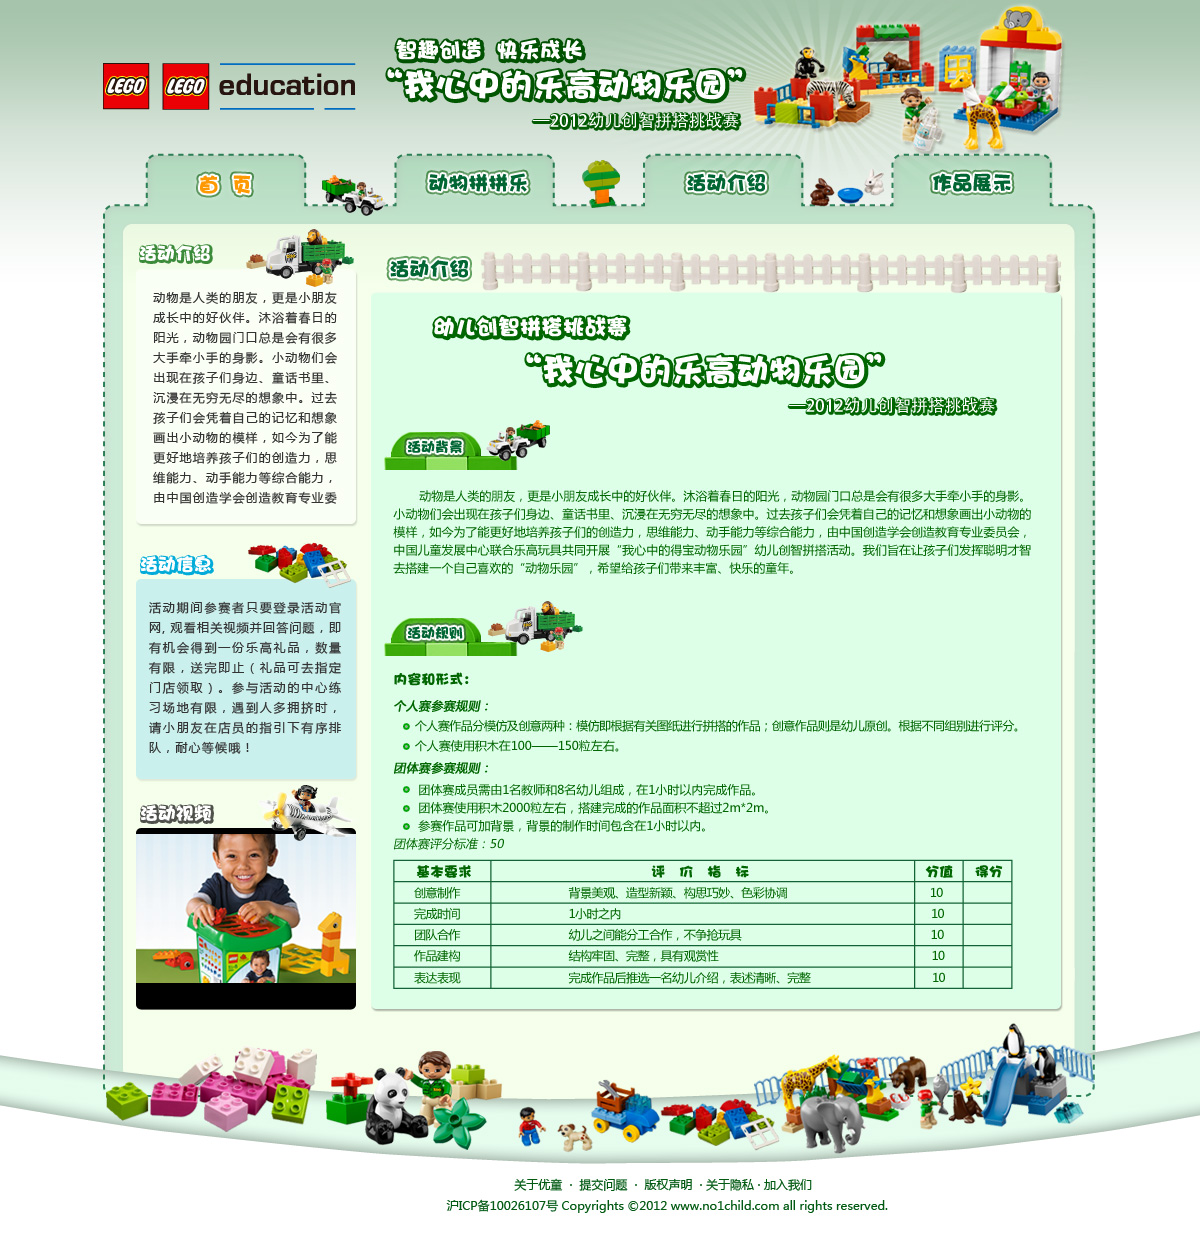 LEGO LEGO education
智趣创造 快乐成长
“我心中的乐高动物乐园”
—2012幼儿创智拼搭挑战赛
首 页 动物拼拼乐 活动介绍 作品展示
活动介绍
动物是人类的朋友，更是小朋友
成长中的好伙伴。沐浴着春日的
阳光，动物园门口总是会有很多
大手牵小手的身影。小动物们会
出现在孩子们身边、童话书里、
沉浸在无穷无尽的想象中。过去
孩子们会凭着自己的记忆和想象
画出小动物的模样，如今为了能
更好地培养孩子们的创造力，思
维能力、动手能力等综合能力，
由中国创造学会创造教育专业委
活动信息
活动期间参赛者只要登录活动官
网, 观看相关视频并回答问题，即
有机会得到一份乐高礼品，数量
有限，送完即止（礼品可去指定
门店领取）。参与活动的中心练
习场地有限，遇到人多拥挤时，
请小朋友在店员的指引下有序排
队，耐心等候哦！
活动视频
活动介绍
幼儿创智拼搭挑战赛
“我心中的乐高动物乐园”
—2012幼儿创智拼搭挑战赛
活动背景
动物是人类的朋友，更是小朋友成长中的好伙伴。沐浴着春日的阳光，动物园门口总是会有很多大手牵小手的身影。
小动物们会出现在孩子们身边、童话书里、沉浸在无穷无尽的想象中。过去孩子们会凭着自己的记忆和想象画出小动物的
模样，如今为了能更好地培养孩子们的创造力，思维能力、动手能力等综合能力，由中国创造学会创造教育专业委员会，
中国儿童发展中心联合乐高玩具共同开展“我心中的得宝动物乐园”幼儿创智拼搭活动。我们旨在让孩子们发挥聪明才智
去搭建一个自己喜欢的“动物乐园”，希望给孩子们带来丰富、快乐的童年。
活动规则
内容和形式：
个人赛参赛规则：
个人赛作品分模仿及创意两种：模仿即根据有关图纸进行拼搭的作品；创意作品则是幼儿原创。根据不同组别进行评分。
个人赛使用积木在100——150粒左右。
团体赛参赛规则：
团体赛成员需由1名教师和8名幼儿组成，在1小时以内完成作品。
团体赛使用积木2000粒左右，搭建完成的作品面积不超过2m*2m。
参赛作品可加背景，背景的制作时间包含在1小时以内。
团体赛评分标准：50
基本要求 评 价 指 标 分值 得分
创意制作 背景美观、造型新颖、构思巧妙、色彩协调 10
完成时间 1小时之内 10
团队合作 幼儿之间能分工合作，不争抢玩具 10
作品建构 结构牢固、完整，具有观赏性 10
表达表现 完成作品后推选一名幼儿介绍，表述清晰、完整 10
关于优童 · 提交问题 · 版权声明 · 关于隐私 · 加入我们
沪ICP备10026107号 Copyrights ©2012 www.no1child.com all rights reserved.